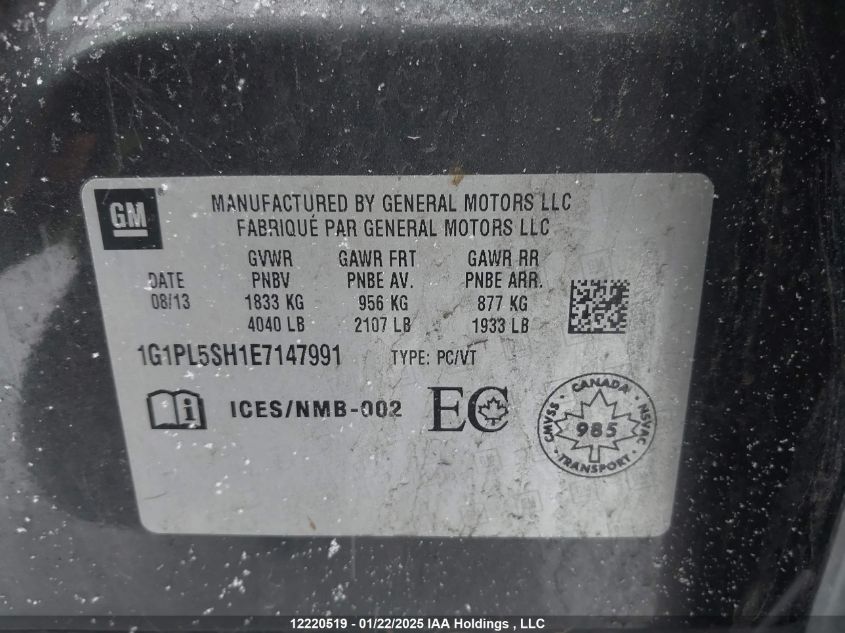 GM
MANUFACTURED BY GENERAL MOTORS LLC
FABRIQUÉ PAR GENERAL MOTORS LLC
GVWR GAWR FRT GAWR RR
DATE PNBV PNBE AV. PNBE ARR.
08/13 1833 KG 956 KG 877 KG
4040 LB 2107 LB 1933 LB
1G1PL5SH1E7147991 TYPE: PC/VT
i ICES/NMB-002 EC
CANADA
CMVSS 985 NSVAC
TRANSPORT
12220519 - 01/22/2025 IAA Holdings , LLC